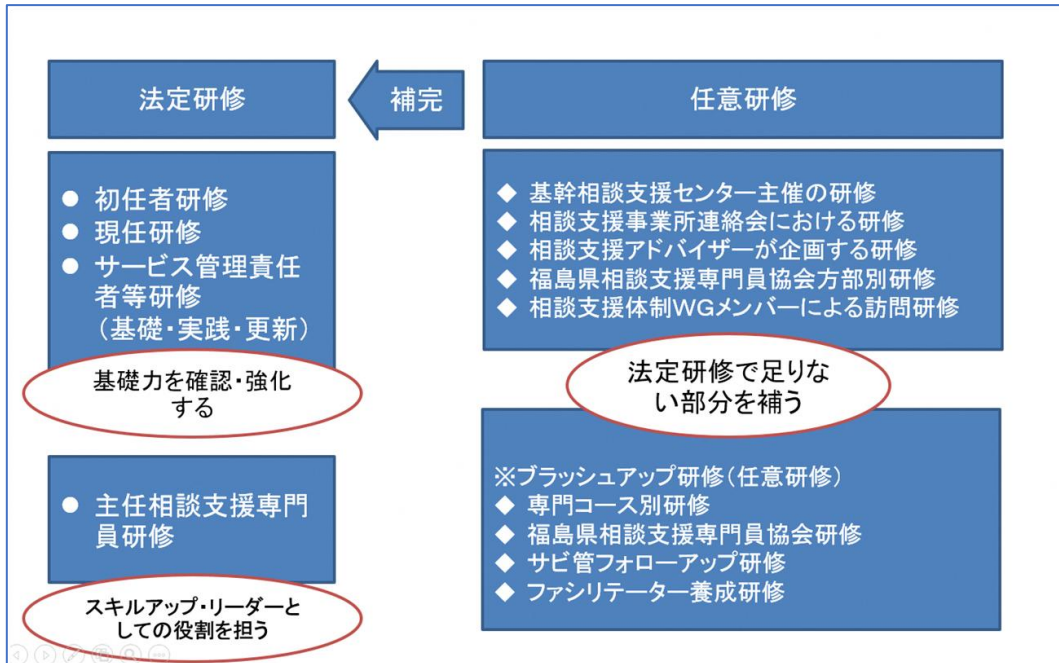 法定研修
補完
任意研修
● 初任者研修
● 現任研修
● サービス管理責任
者等研修
（基礎・実践・更新）
基礎力を確認・強化
する
● 主任相談支援専門
員研修
スキルアップ・リーダーと
しての役割を担う
◆ 基幹相談支援センター主催の研修
◆ 相談支援事業所連絡会における研修
◆ 相談支援アドバイザーが企画する研修
◆ 福島県相談支援専門員協会方部別研修
◆ 相談支援体制WGメンバーによる訪問研修
法定研修で足りな
い部分を補う
※ブラッシュアップ研修（任意研修）
◆ 専門コース別研修
◆ 福島県相談支援専門員協会研修
◆ サビ管フォローアップ研修
◆ ファシリテーター養成研修